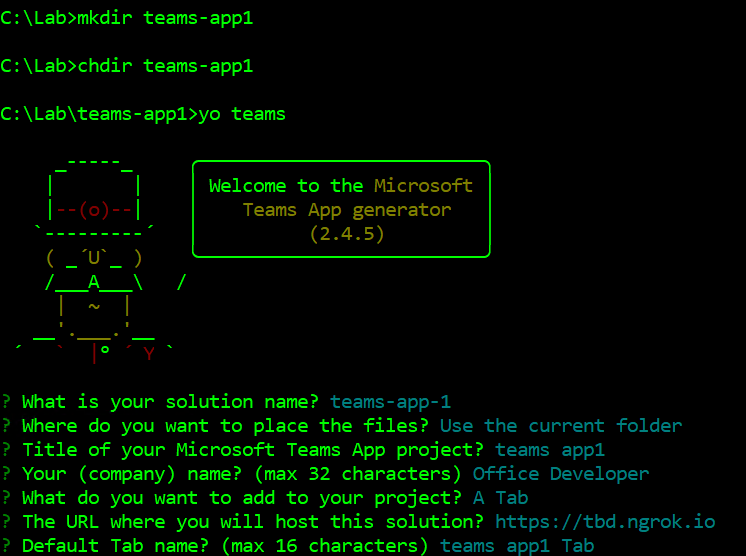 C:\Lab>mkdir teams-app1
C:\Lab>chdir teams-app1
C:\Lab\teams-app1>yo teams
     _-----_
    |       |
    |--(o)--|
   `---------´
    ( _´U`_ )
    /___A___\   /
     |  ~  |
   __'.___.'__
 ´   `  |° ´ Y `
Welcome to the Microsoft
Teams App generator
(2.4.5)
? What is your solution name? teams-app-1
? Where do you want to place the files? Use the current folder
? Title of your Microsoft Teams App project? teams app1
? Your (company) name? (max 32 characters) Office Developer
? What do you want to add to your project? A Tab
? The URL where you will host this solution? https://tbd.ngrok.io
? Default Tab name? (max 16 characters) teams app1 Tab